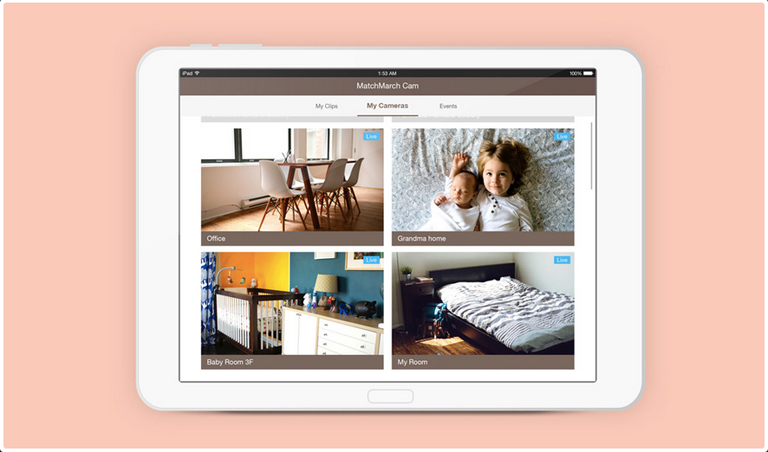 iPad 1:53 AM 100%
MatchMarch Cam
My Clips My Cameras Events
Live Live
Office Grandma home
Live Live
Baby Room 3F My Room